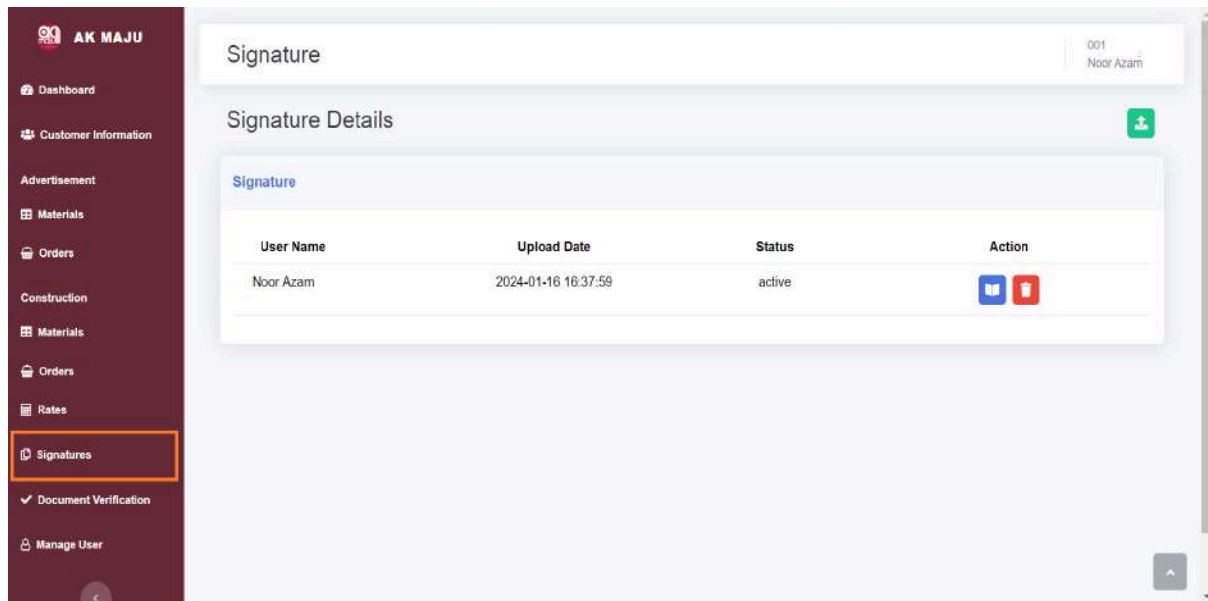 AK MAJU
Dashboard
Customer Information
Advertisement
Materials
Orders
Construction
Materials
Orders
Rates
Signatures
Document Verification
Manage User
Signature
001
Noor Azam
Signature Details
Signature
User Name Upload Date Status Action
Noor Azam 2024-01-16 16:37:59 active